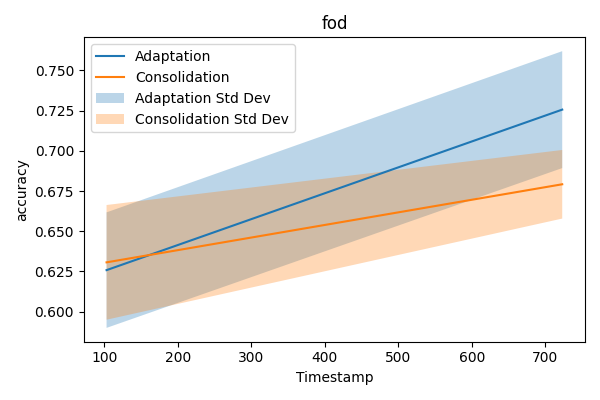 fod
Adaptation
Consolidation
Adaptation Std Dev
Consolidation Std Dev
0.750
0.725
0.700
0.675
0.650
0.625
0.600
accuracy
100 200 300 400 500 600 700
Timestamp